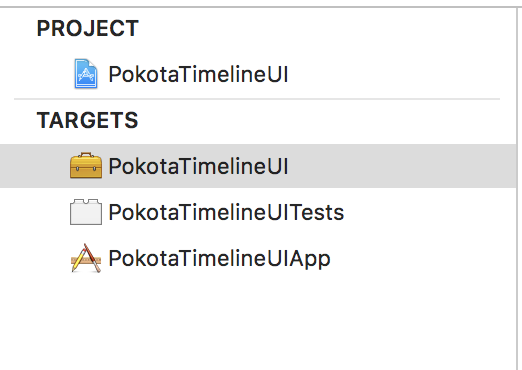 PROJECT
PokotaTimelineUI
TARGETS
PokotaTimelineUI
PokotaTimelineUITests
PokotaTimelineUIApp